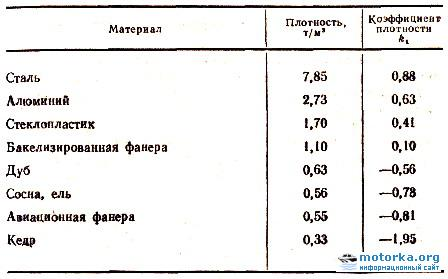 Материал Плотность, т/м³ Коэффициент плотности k₁
Сталь 7,85 0,88
Алюминий 2,73 0,63
Стеклопластик 1,70 0,41
Бакелизированная фанера 1,10 0,10
Дуб 0,63 —0,56
Сосна, ель 0,56 —0,78
Авиационная фанера 0,55 —0,81
Кедр 0,33 —1,95
motorka.org
информационный сайт